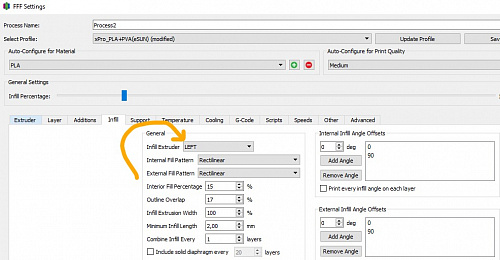 FFF Settings
Process Name: Process2
Select Profile: xPro_PLA+PVA(eSUN) (modified) Update Profile
Auto-Configure for Material Auto-Configure for Print Quality
PLA Medium
General Settings
Infill Percentage:
Extruder Layer Additions Infill Support Temperature Cooling G-Code Scripts Speeds Other Advanced
General Internal Infill Angle Offsets
Infill Extruder LEFT 0 deg 0
Internal Fill Pattern Rectilinear Add Angle 90
External Fill Pattern Rectilinear Remove Angle
Interior Fill Percentage 15 % Print every infill angle on each layer
Outline Overlap 17 %
Infill Extrusion Width 100 % External Infill Angle Offsets
Minimum Infill Length 2,00 mm 0 deg 0
Combine Infill Every 1 layers Add Angle 90
Include solid diaphragm every 20 layers Remove Angle